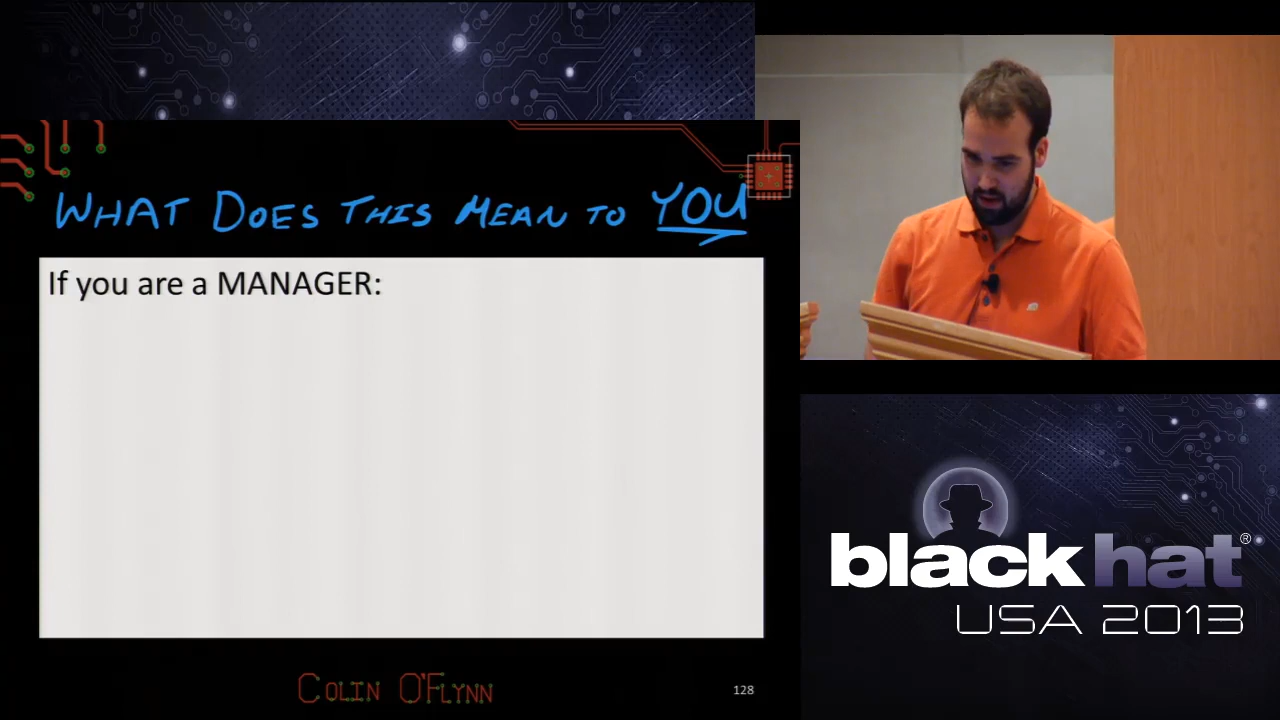 WHAT DOES THIS MEAN TO YOU
If you are a MANAGER:
COLIN O'FLYNN
128
black hat®
USA 2013